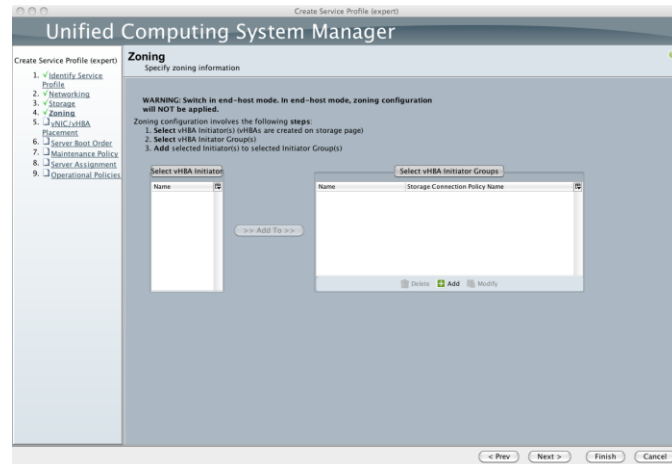 Create Service Profile (expert)
Unified Computing System Manager
Create Service Profile (expert)
1. √ Identify Service
Profile
2. √ Networking
3. √ Storage
4. √ Zoning
5. vNIC/vHBA
Placement
6. Server Boot Order
7. Maintenance Policy
8. Server Assignment
9. Operational Policies
Zoning
Specify zoning information
WARNING: Switch in end-host mode. In end-host mode, zoning configuration
will NOT be applied.
Zoning configuration involves the following steps:
1. Select vHBA Initiator(s) (vHBAs are created on storage page)
2. Select vHBA Initator Group(s)
3. Add selected Initiator(s) to selected Initiator Group(s)
Select vHBA Initiator
Name
>> Add To >>
Select vHBA Initiator Groups
Name Storage Connection Policy Name
Delete Add Modify
< Prev Next > Finish Cancel